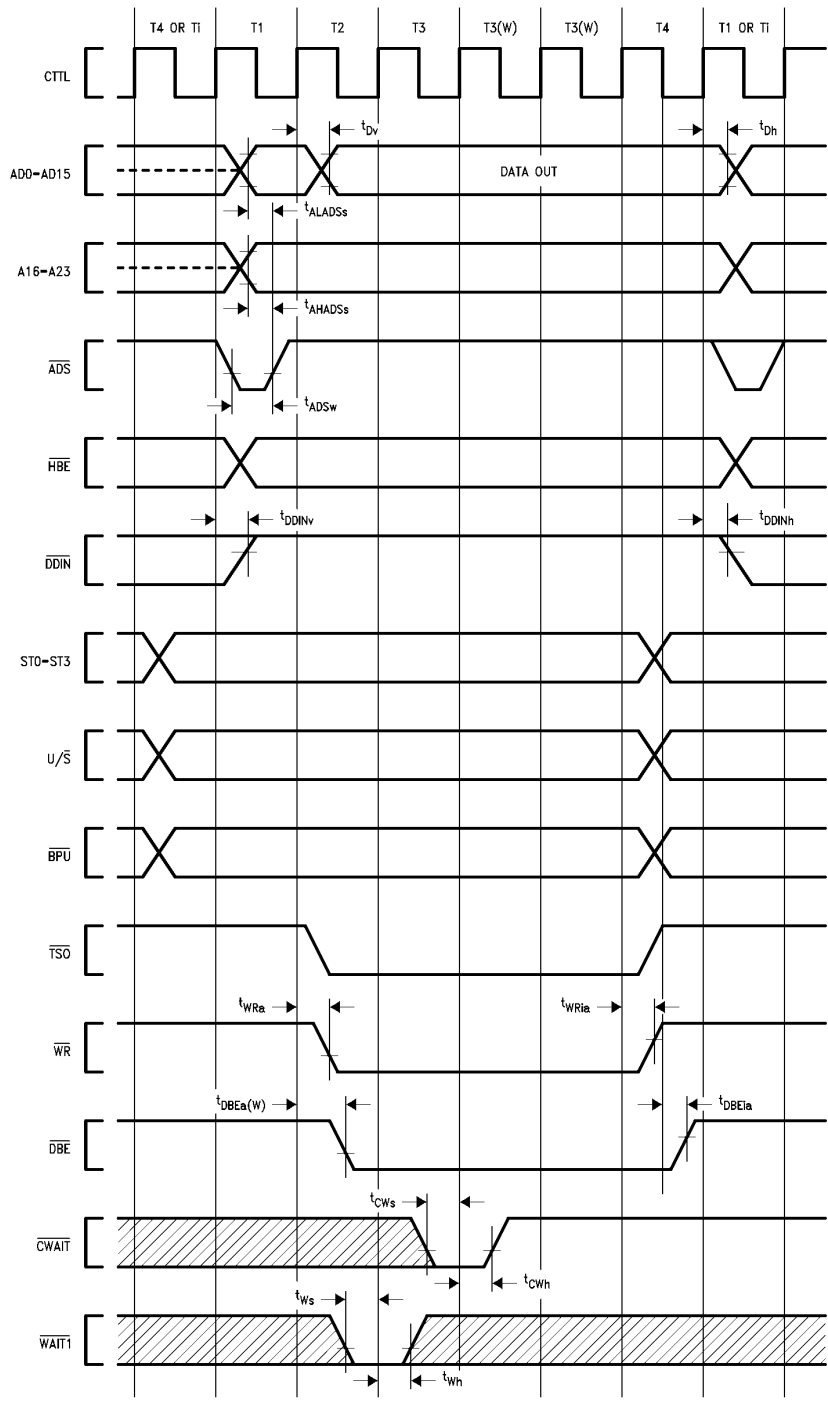 T4 OR Ti T1 T2 T3 T3(W) T3(W) T4 T1 OR Ti
CTTL
tDv tDh
AD0-AD15 DATA OUT
tALADSs
A16-A23
tAHADSs
ADS
tADSw
HBE
tDDINv tDDINh
DDIN
ST0-ST3
U/S
BPU
TSO
tWRa tWRia
WR
tDBEa(W) tDBEia
DBE
tCWs
CWAIT
tCWh
tWs
WAIT1
tWh